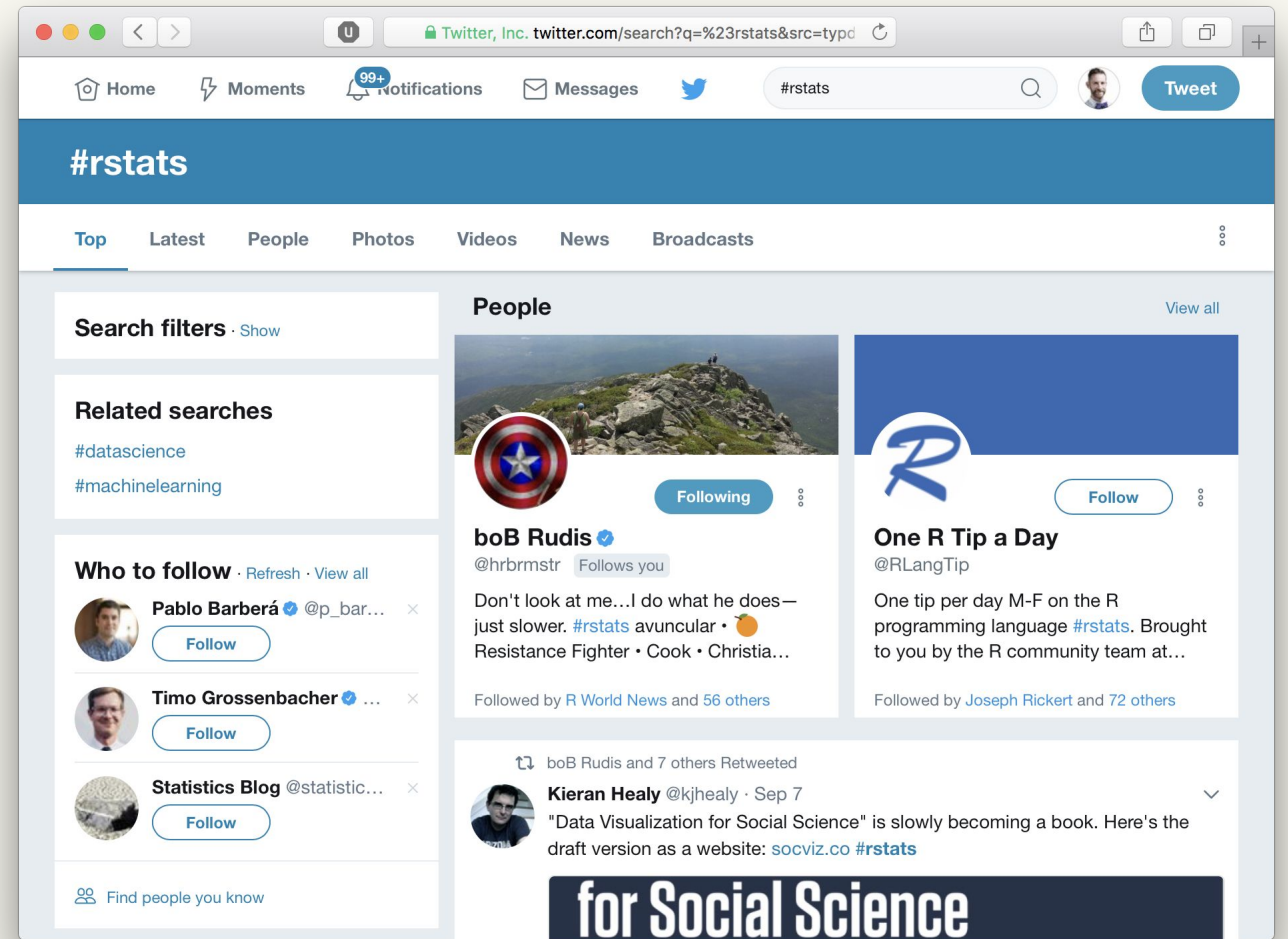 Twitter, Inc. twitter.com/search?q=%23rstats&src=typd
Home
Moments
99+
Notifications
Messages
#rstats
Tweet
#rstats
Top
Latest
People
Photos
Videos
News
Broadcasts
Search filters · Show
Related searches
#datascience
#machinelearning
Who to follow · Refresh · View all
Pablo Barberá @p_bar…
Follow
Timo Grossenbacher …
Follow
Statistics Blog @statistic…
Follow
Find people you know
People
View all
Following
boB Rudis
@hrbrmstr Follows you
Don't look at me…I do what he does—
just slower. #rstats avuncular • 🍊
Resistance Fighter • Cook • Christia…
Followed by R World News and 56 others
R
Follow
One R Tip a Day
@RLangTip
One tip per day M-F on the R
programming language #rstats. Brought
to you by the R community team at…
Followed by Joseph Rickert and 72 others
boB Rudis and 7 others Retweeted
Kieran Healy @kjhealy · Sep 7
"Data Visualization for Social Science" is slowly becoming a book. Here's the
draft version as a website: socviz.co #rstats
for Social Science